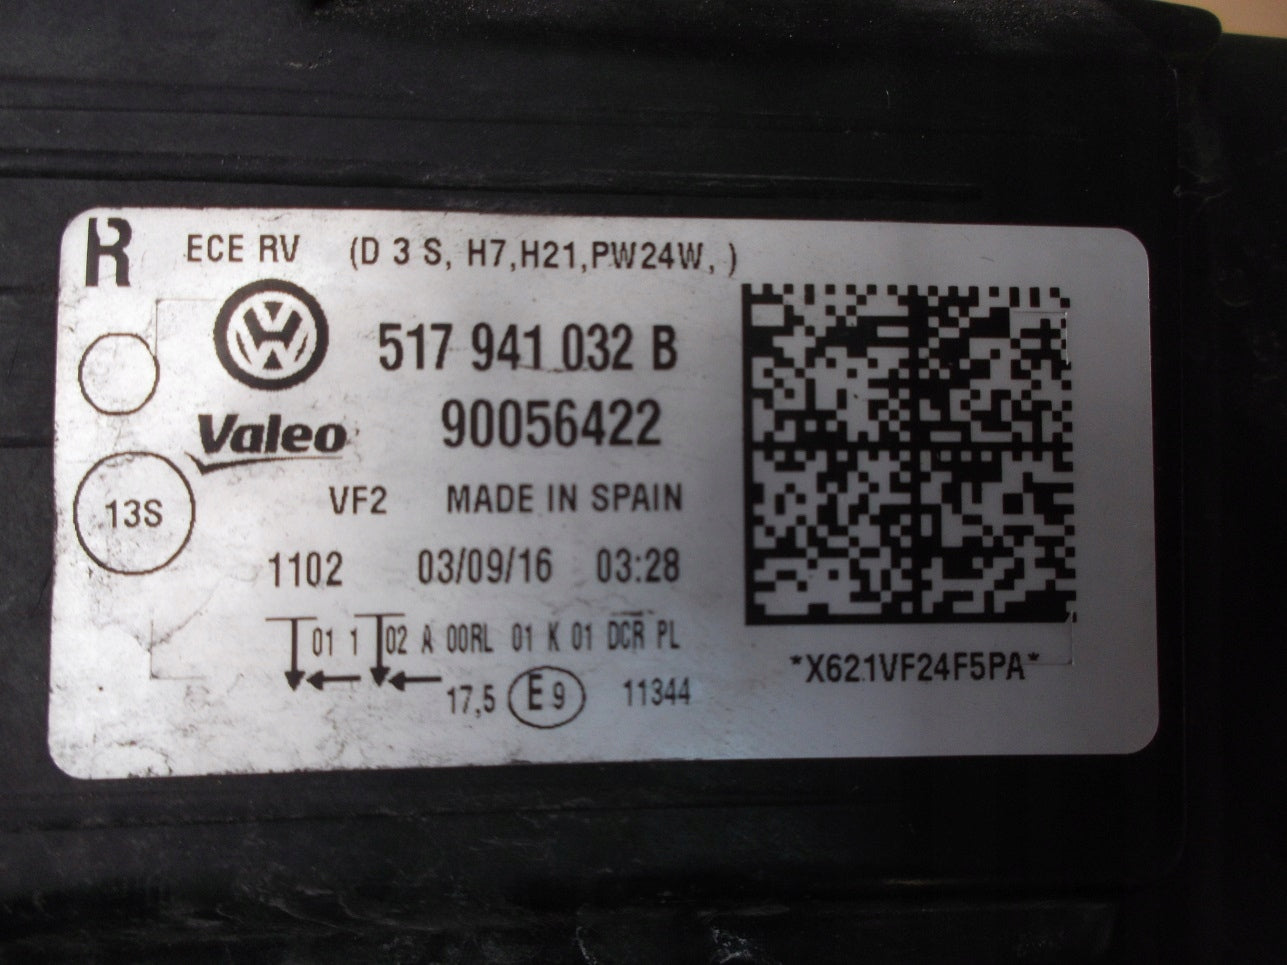 R ECE RV (D 3 S, H7,H21,PW24W, )
517 941 032 B
Valeo 90056422
13S VF2 MADE IN SPAIN
1102 03/09/16 03:28
01 1 02 A 00RL 01 K 01 DCR PL
17,5 E 9 11344
*X621VF24F5PA*